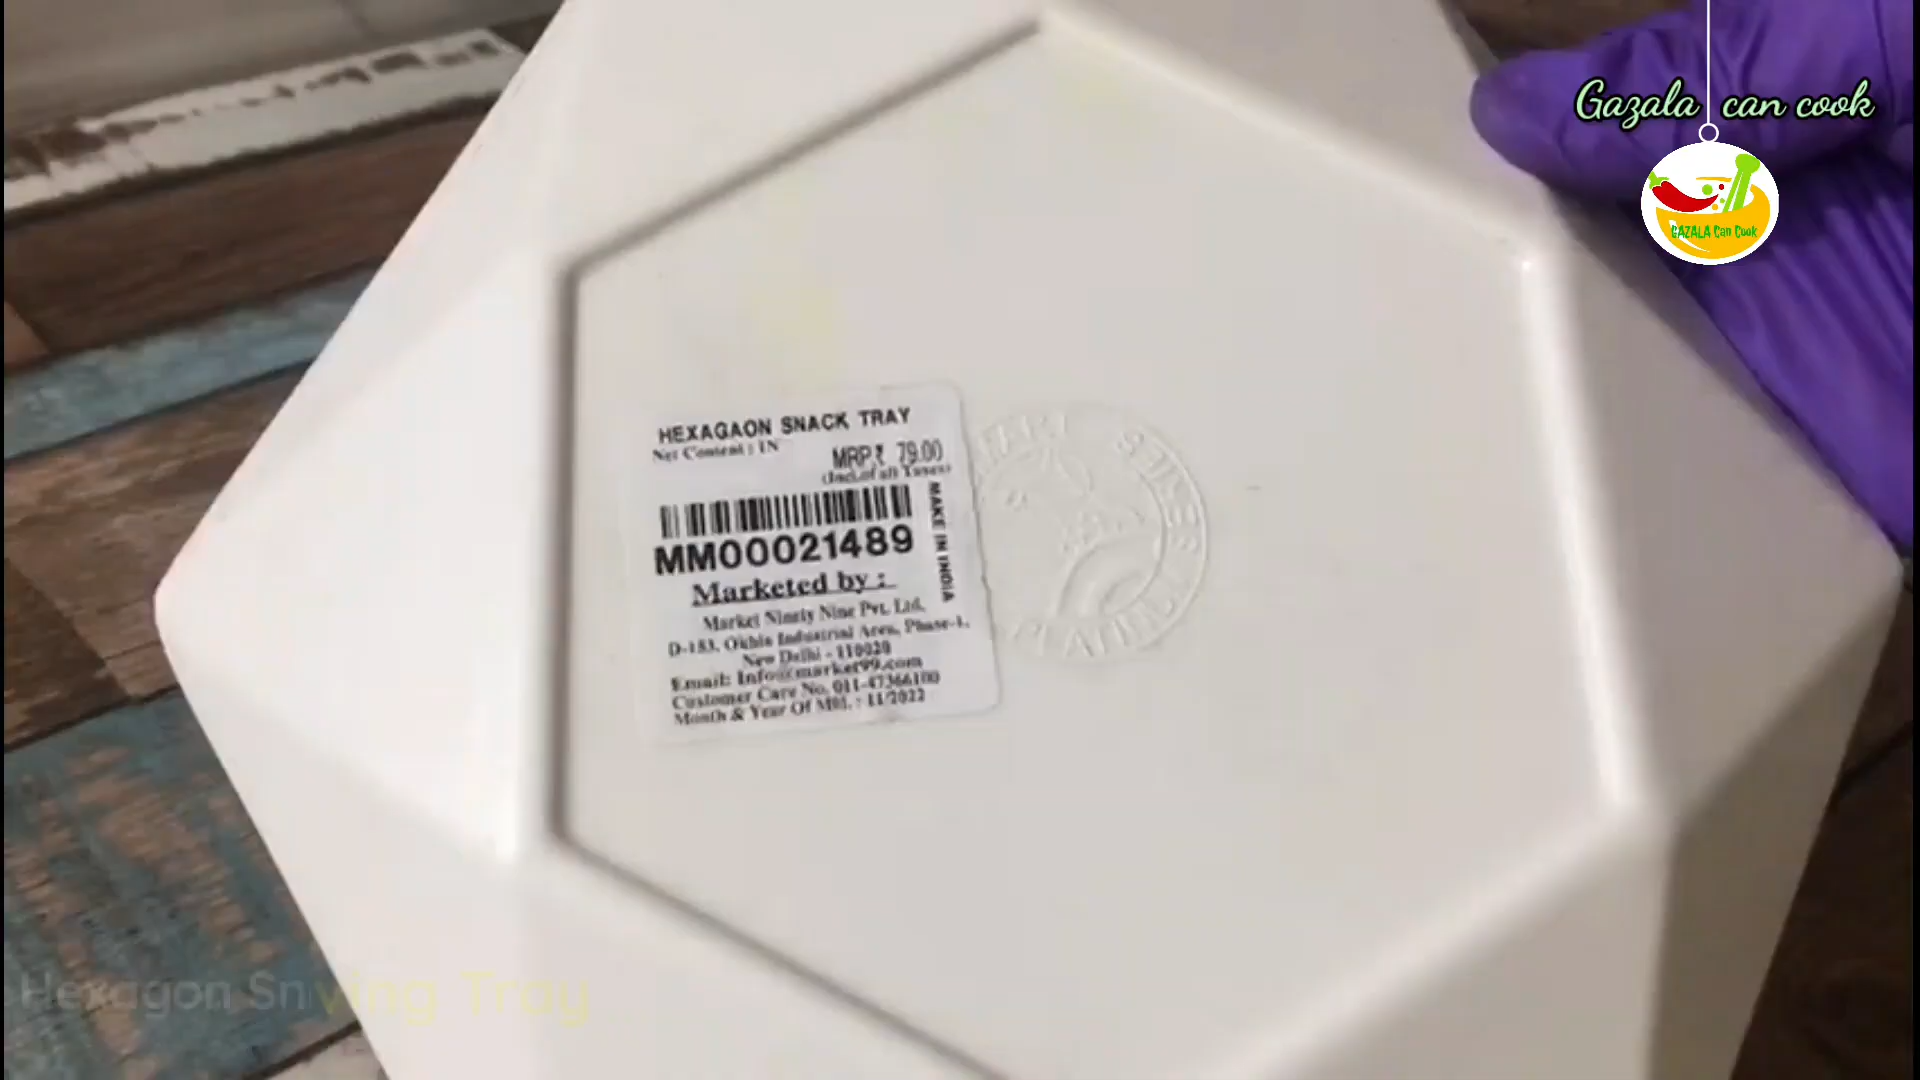 Gazala can cook
GAZALA Can Cook
HEXAGAON SNACK TRAY
Net Content : 1N
MRP₹ 79.00
(Incl.of all Taxes)
MAKE IN INDIA
MM00021489
Marketed by :
Market Ninety Nine Pvt. Ltd.
D-153, Okhla Industrial Area, Phase-1,
New Delhi - 110020
Email: Info@market99.com
Customer Care No. 011-47366100
Month & Year Of Mfd. : 11/2022
Hexagon
Tray